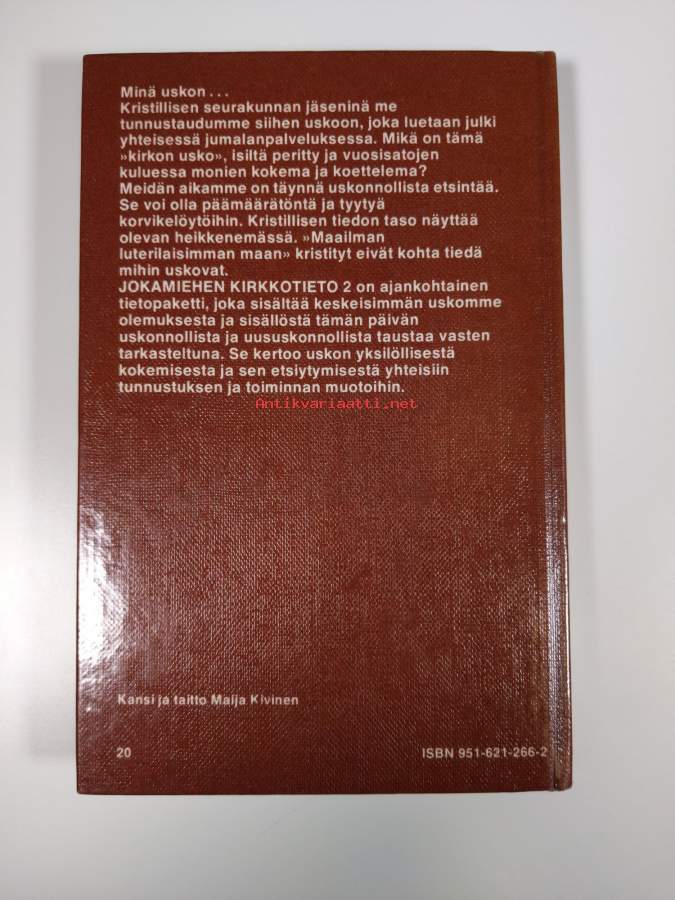 Minä uskon...
Kristillisen seurakunnan jäseninä me
tunnustaudumme siihen uskoon, joka luetaan julki
yhteisessä jumalanpalveluksessa. Mikä on tämä
»kirkon usko», isiltä peritty ja vuosisatojen
kuluessa monien kokema ja koettelema?
Meidän aikamme on täynnä uskonnollista etsintää.
Se voi olla päämäärätöntä ja tyytyä
korvikelöytöihin. Kristillisen tiedon taso näyttää
olevan heikkenemässä. »Maailman
luterilaisimman maan» kristityt eivät kohta tiedä
mihin uskovat.
JOKAMIEHEN KIRKKOTIETO 2 on ajankohtainen
tietopaketti, joka sisältää keskeisimmän uskomme
olemuksesta ja sisällöstä tämän päivän
uskonnollista ja uususkonnollista taustaa vasten
tarkasteltuna. Se kertoo uskon yksilöllisestä
kokemisesta ja sen etsiytymisestä yhteisiin
tunnustuksen ja toiminnan muotoihin.
Antikvariaatti.net
Kansi ja taitto Maija Kivinen
20 ISBN 951-621-266-2